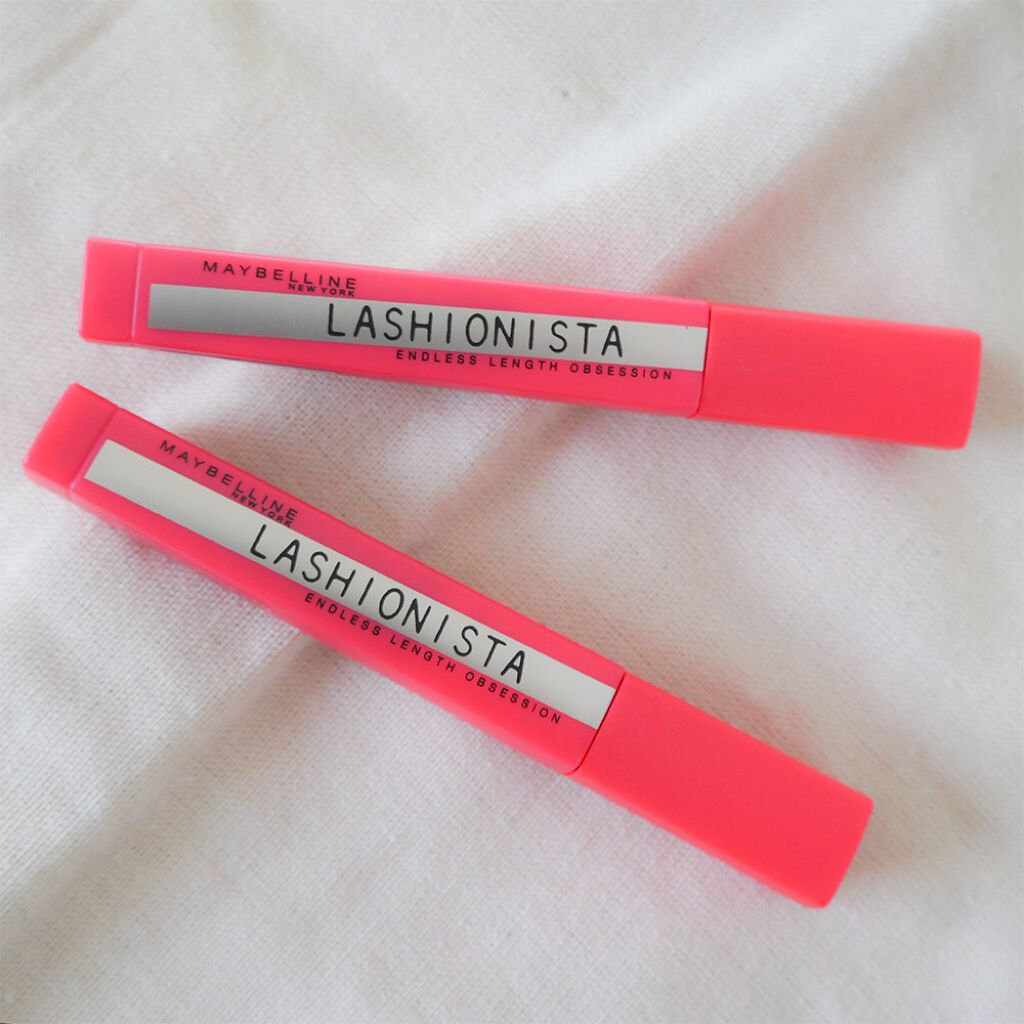 MAYBELLINE
NEW YORK
LASHIONISTA
ENDLESS LENGTH OBSESSION
MAYBELLINE
NEW YORK
LASHIONISTA
ENDLESS LENGTH OBSESSION